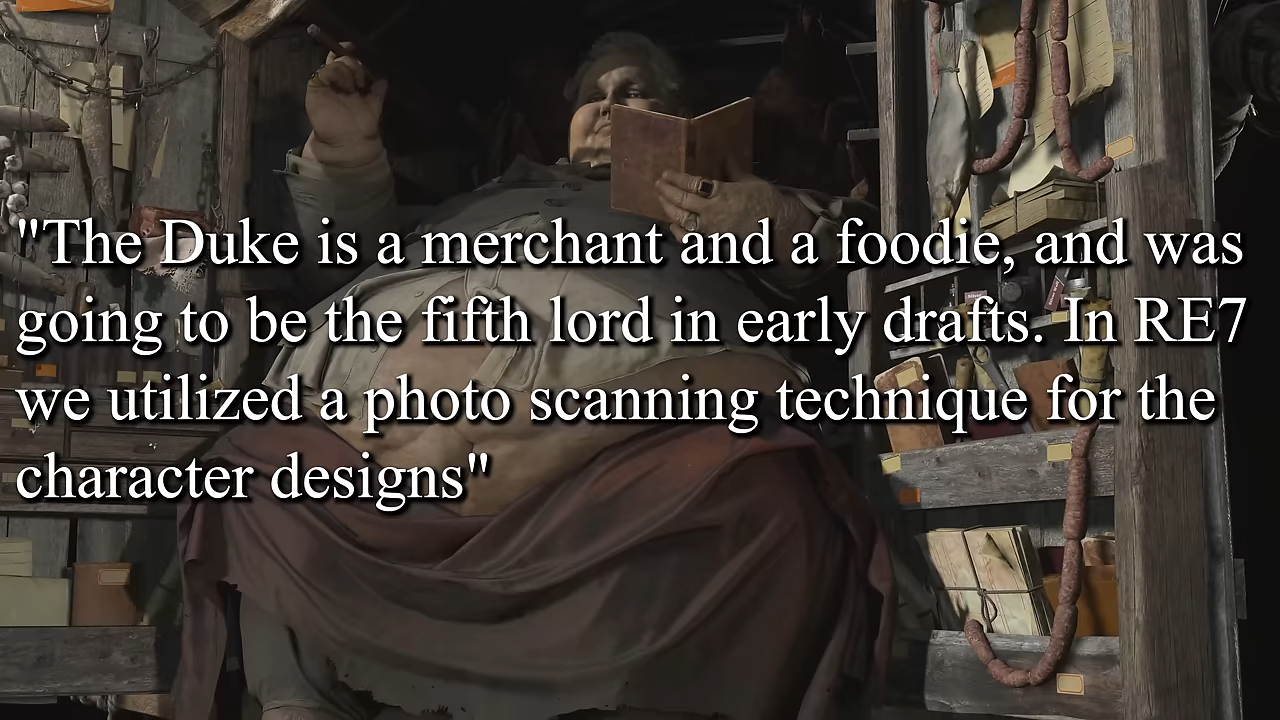 "The Duke is a merchant and a foodie, and was
going to be the fifth lord in early drafts. In RE7
we utilized a photo scanning technique for the
character designs"